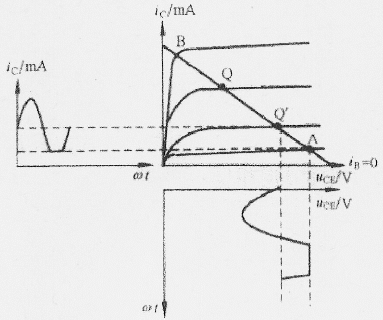 i_C/mA
B
Q
i_C/mA
Q'
A
i_B=0
ωt
u_CE/V
u_CE/V
ωt